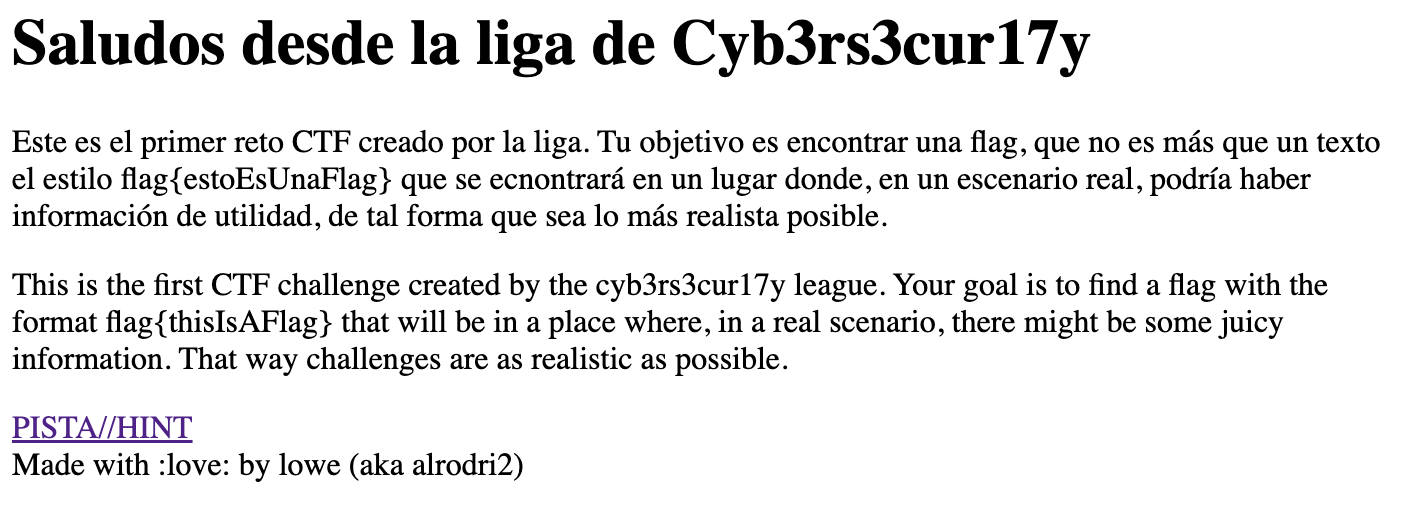 Saludos desde la liga de Cyb3rs3cur17y
Este es el primer reto CTF creado por la liga. Tu objetivo es encontrar una flag, que no es más que un texto
el estilo flag{estoEsUnaFlag} que se ecnontrará en un lugar donde, en un escenario real, podría haber
información de utilidad, de tal forma que sea lo más realista posible.
This is the first CTF challenge created by the cyb3rs3cur17y league. Your goal is to find a flag with the
format flag{thisIsAFlag} that will be in a place where, in a real scenario, there might be some juicy
information. That way challenges are as realistic as possible.
PISTA//HINT
Made with :love: by lowe (aka alrodri2)